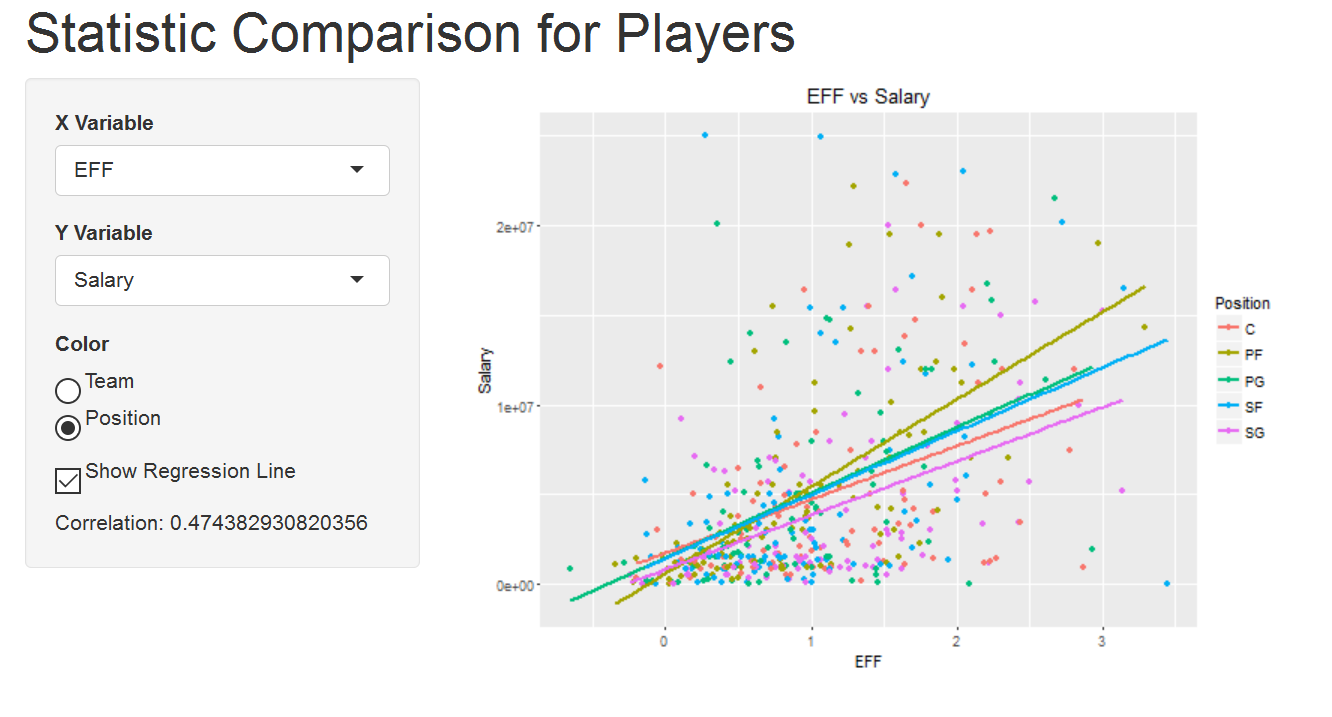 Statistic Comparison for Players
X Variable
EFF
Y Variable
Salary
Color
Team
Position
Show Regression Line
Correlation: 0.474382930820356
EFF vs Salary
Salary
2e+07
1e+07
0e+00
0
1
2
3
EFF
Position
C
PF
PG
SF
SG